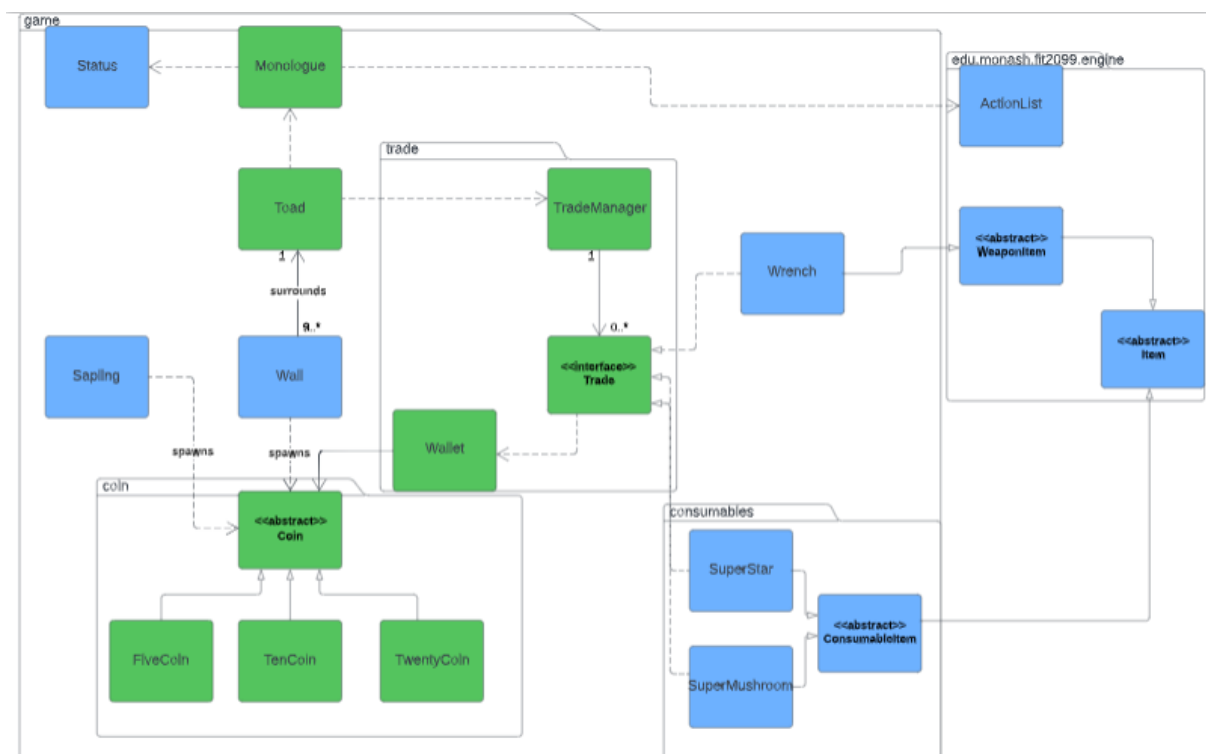 game
edu.monash.fit2099.engine
Status
Monologue
ActionList
trade
Toad
TradeManager
<<abstract>>
WeaponItem
1
1
Wrench
surrounds
<<abstract>>
Item
0..*
Sapling
Wall
<<interface>>
Trade
Wallet
spawns
spawns
coin
<<abstract>>
Coin
consumables
SuperStar
<<abstract>>
ConsumableItem
FiveCoin
TenCoin
TwentyCoin
SuperMushroom